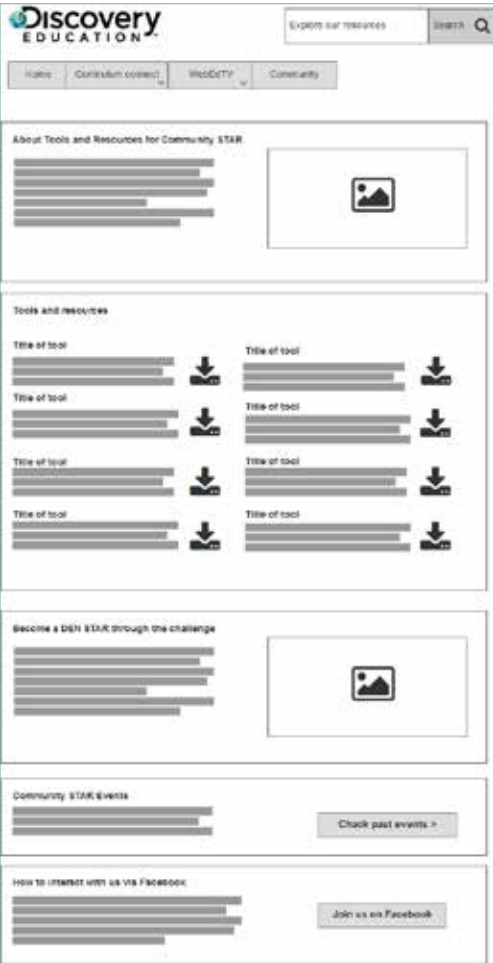 Discovery
EDUCATION
Explore our resources
Search
Home
Curriculum connect
WebEdTV
Community
About Tools and Resources for Community STAR
Tools and resources
Title of tool
Title of tool
Title of tool
Title of tool
Title of tool
Title of tool
Title of tool
Title of tool
Become a DEN STAR through the challenge
Community STAR Events
Check past events >
How to interact with us via Facebook
Join us on Facebook